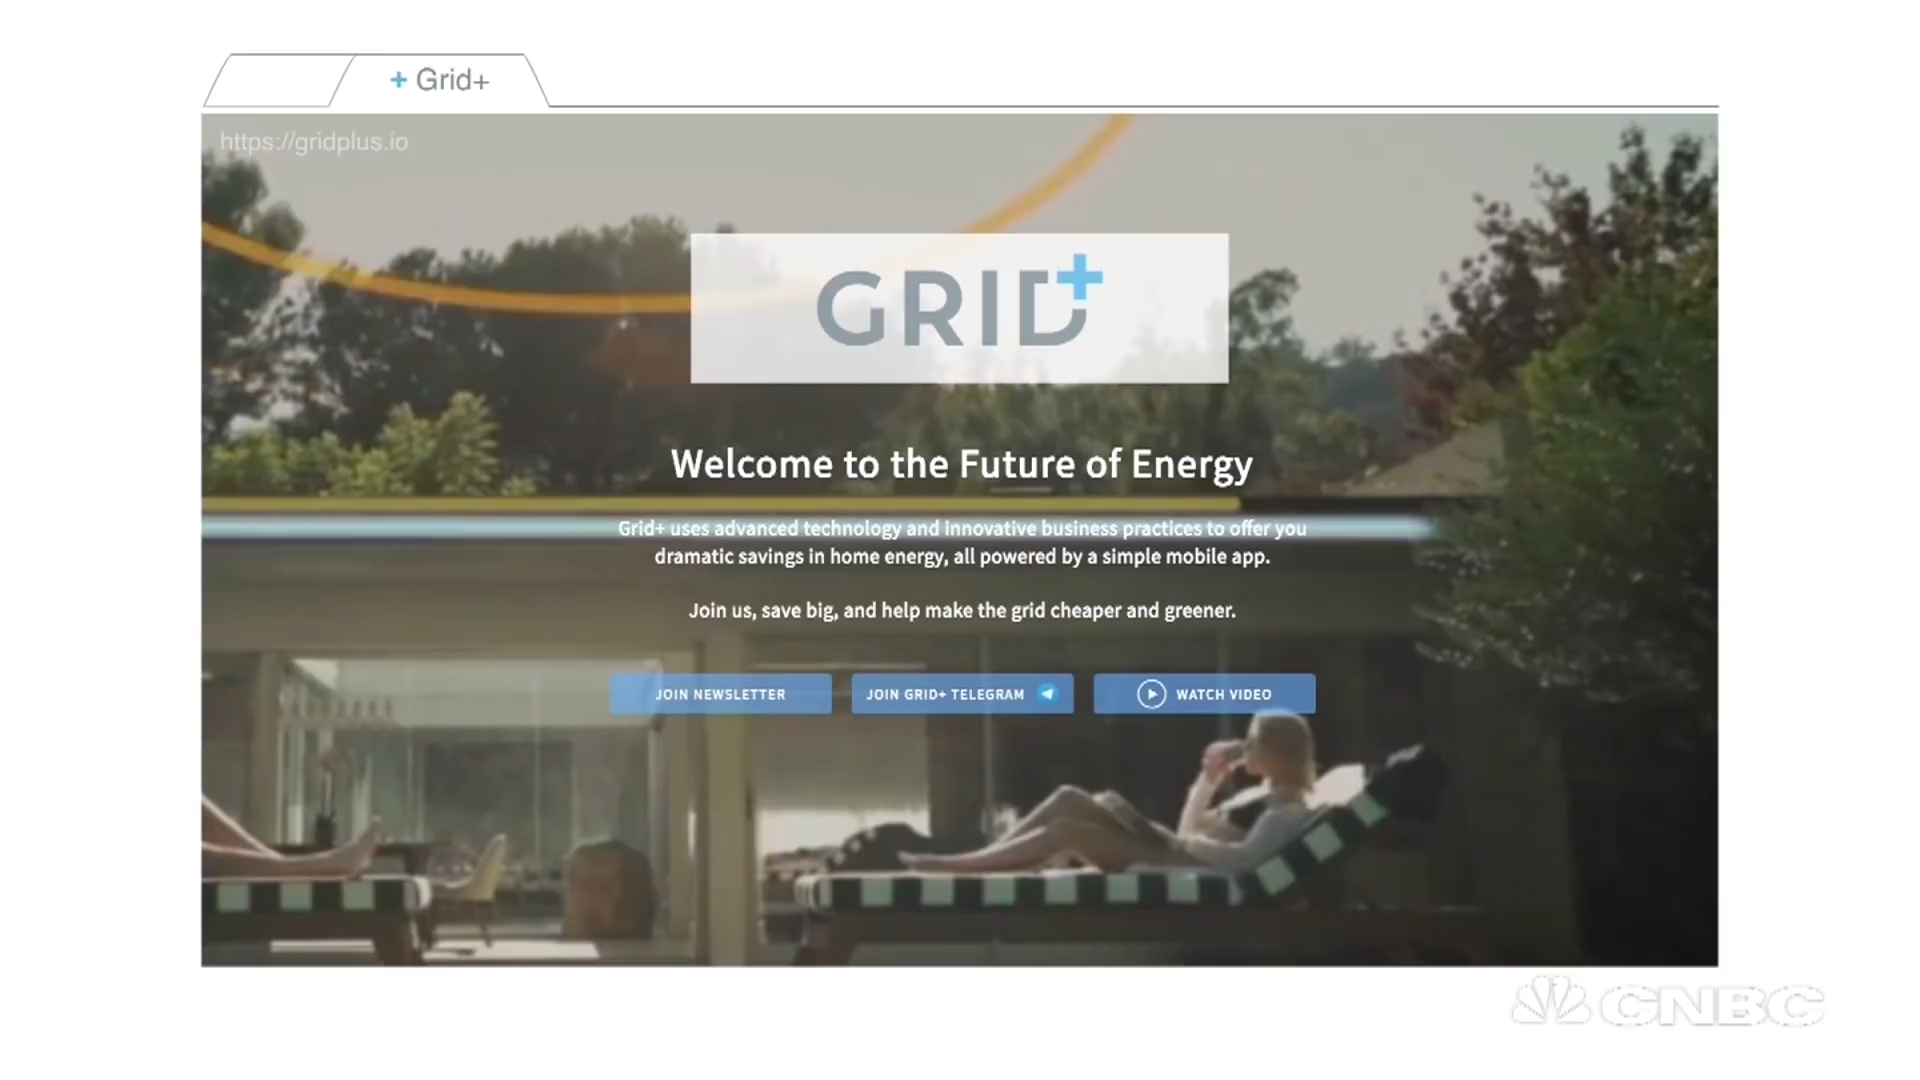 + Grid+
https://gridplus.io
GRID+
Welcome to the Future of Energy
Grid+ uses advanced technology and innovative business practices to offer you
dramatic savings in home energy, all powered by a simple mobile app.
Join us, save big, and help make the grid cheaper and greener.
JOIN NEWSLETTER
JOIN GRID+ TELEGRAM
WATCH VIDEO
CNBC